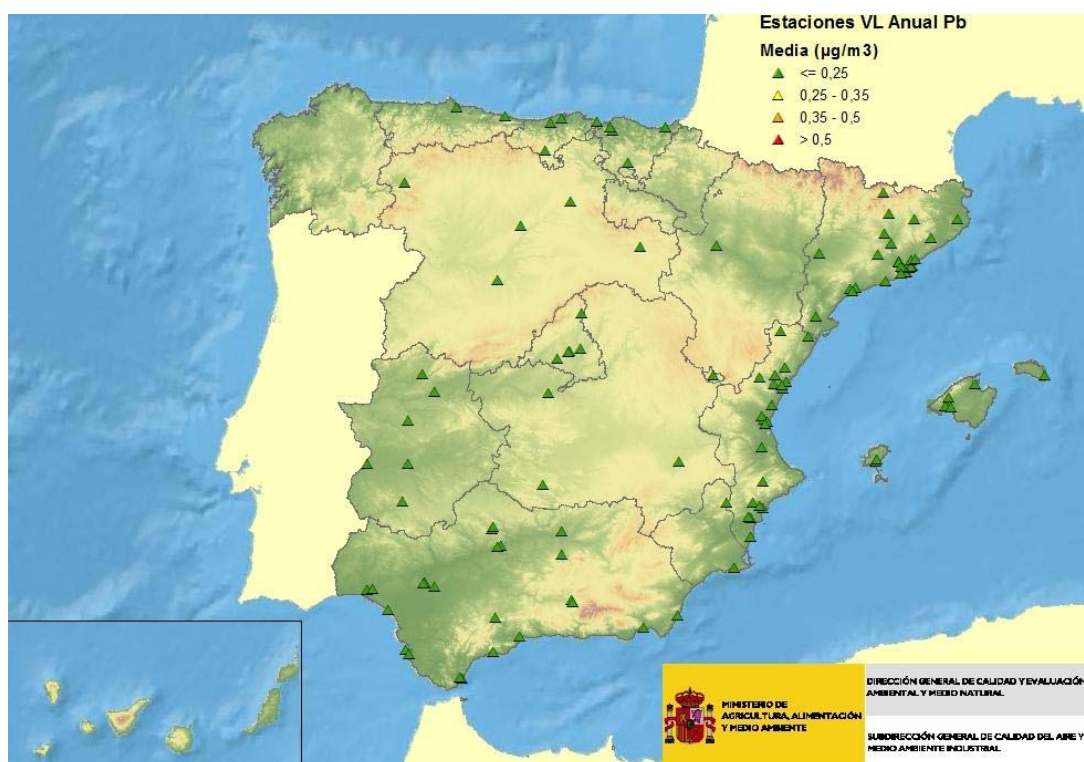 Estaciones VL Anual Pb
Media (µg/m3)
<= 0,25
0,25 - 0,35
0,35 - 0,5
> 0,5
MINISTERIO DE
AGRICULTURA, ALIMENTACIÓN
Y MEDIO AMBIENTE
DIRECCIÓN GENERAL DE CALIDAD Y EVALUACIÓN
AMBIENTAL Y MEDIO NATURAL
SUBDIRECCIÓN GENERAL DE CALIDAD DEL AIRE Y
MEDIO AMBIENTE INDUSTRIAL